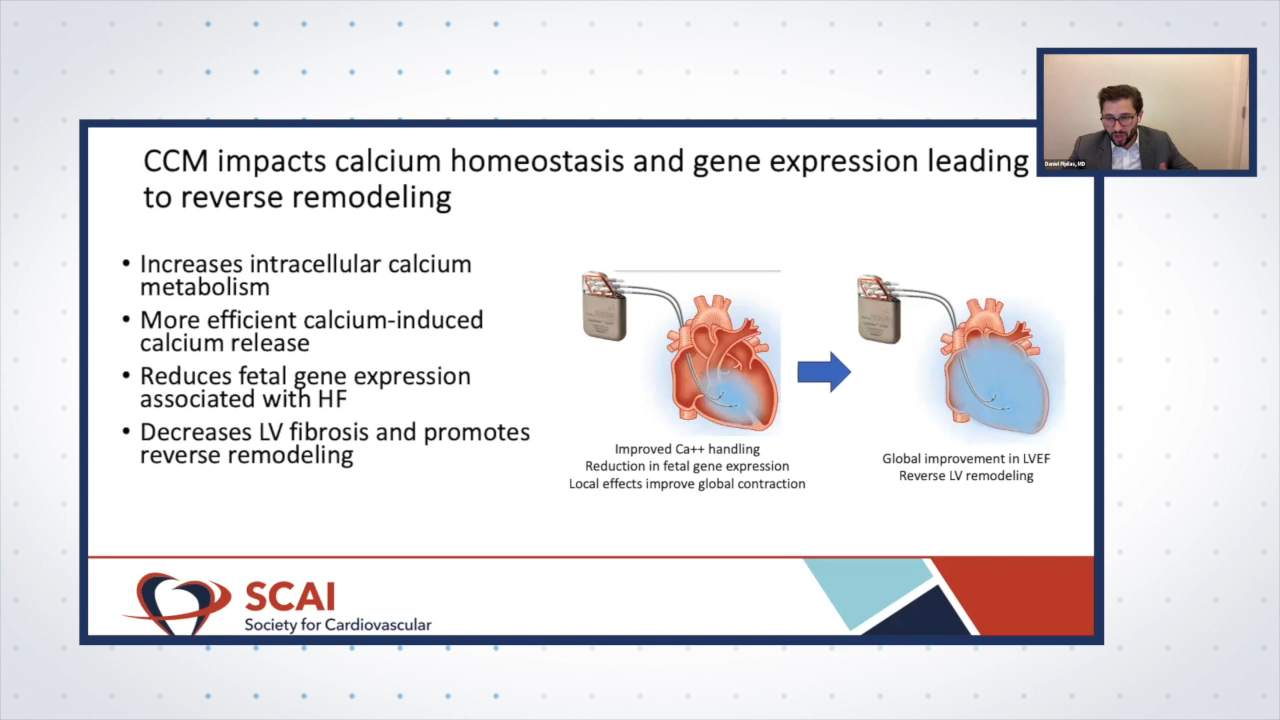 CCM impacts calcium homeostasis and gene expression leading
to reverse remodeling
• Increases intracellular calcium
metabolism
• More efficient calcium-induced
calcium release
• Reduces fetal gene expression
associated with HF
• Decreases LV fibrosis and promotes
reverse remodeling
Improved Ca++ handling
Reduction in fetal gene expression
Local effects improve global contraction
Global improvement in LVEF
Reverse LV remodeling
SCAI
Society for Cardiovascular